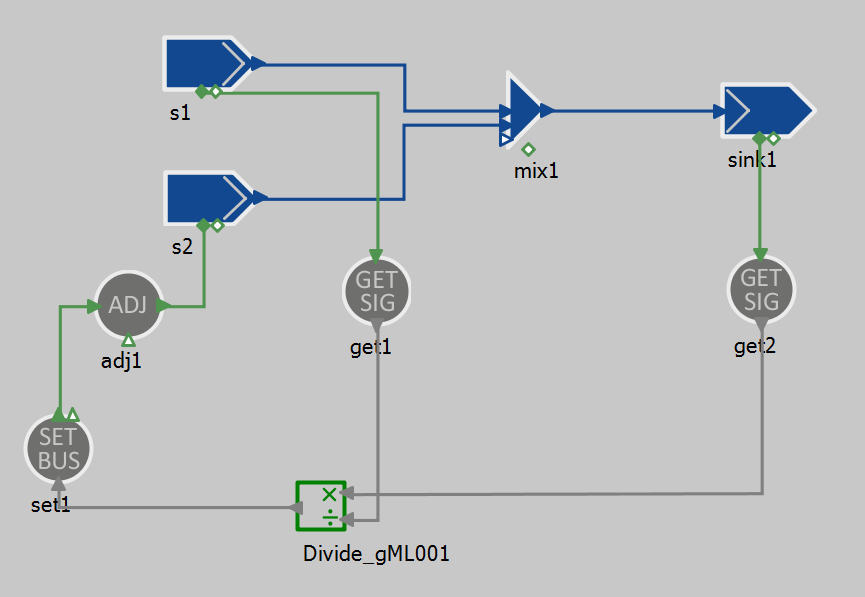 s1
mix1
sink1
s2
ADJ
adj1
GET
SIG
get1
GET
SIG
get2
SET
BUS
set1
×
÷
Divide_gML001